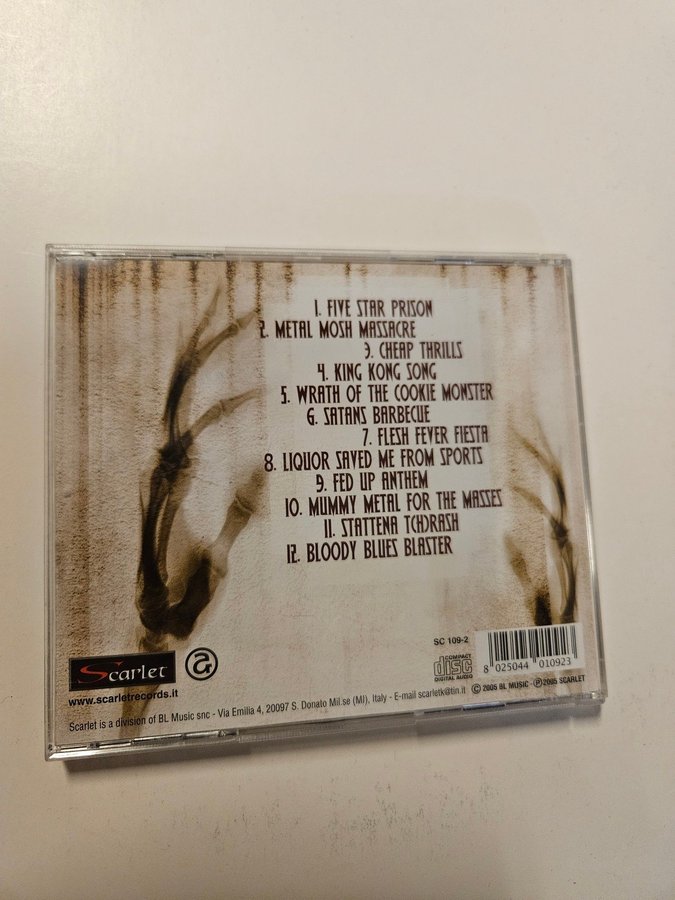 1. FIVE STAR PRISON
2. METAL MOSH MASSACRE
3. CHEAP THRILLS
4. KING KONG SONG
5. WRATH OF THE COOKIE MONSTER
6. SATANS BARBECUE
7. FLESH FEVER FIESTA
8. LIQUOR SAVED ME FROM SPORTS
9. FED UP ANTHEM
10. MUMMY METAL FOR THE MASSES
11. STATTENA TCHDRASH
12. BLOODY BLUES BLASTER
SC 109-2
Scarlet
COMPACT
disc
DIGITAL AUDIO
8 025044 010923
www.scarletrecords.it
© 2005 BL MUSIC - ℗ 2005 SCARLET
Scarlet is a division of BL Music snc - Via Emilia 4, 20097 S. Donato Mil.se (MI), Italy - E-mail scarletk@tin.it